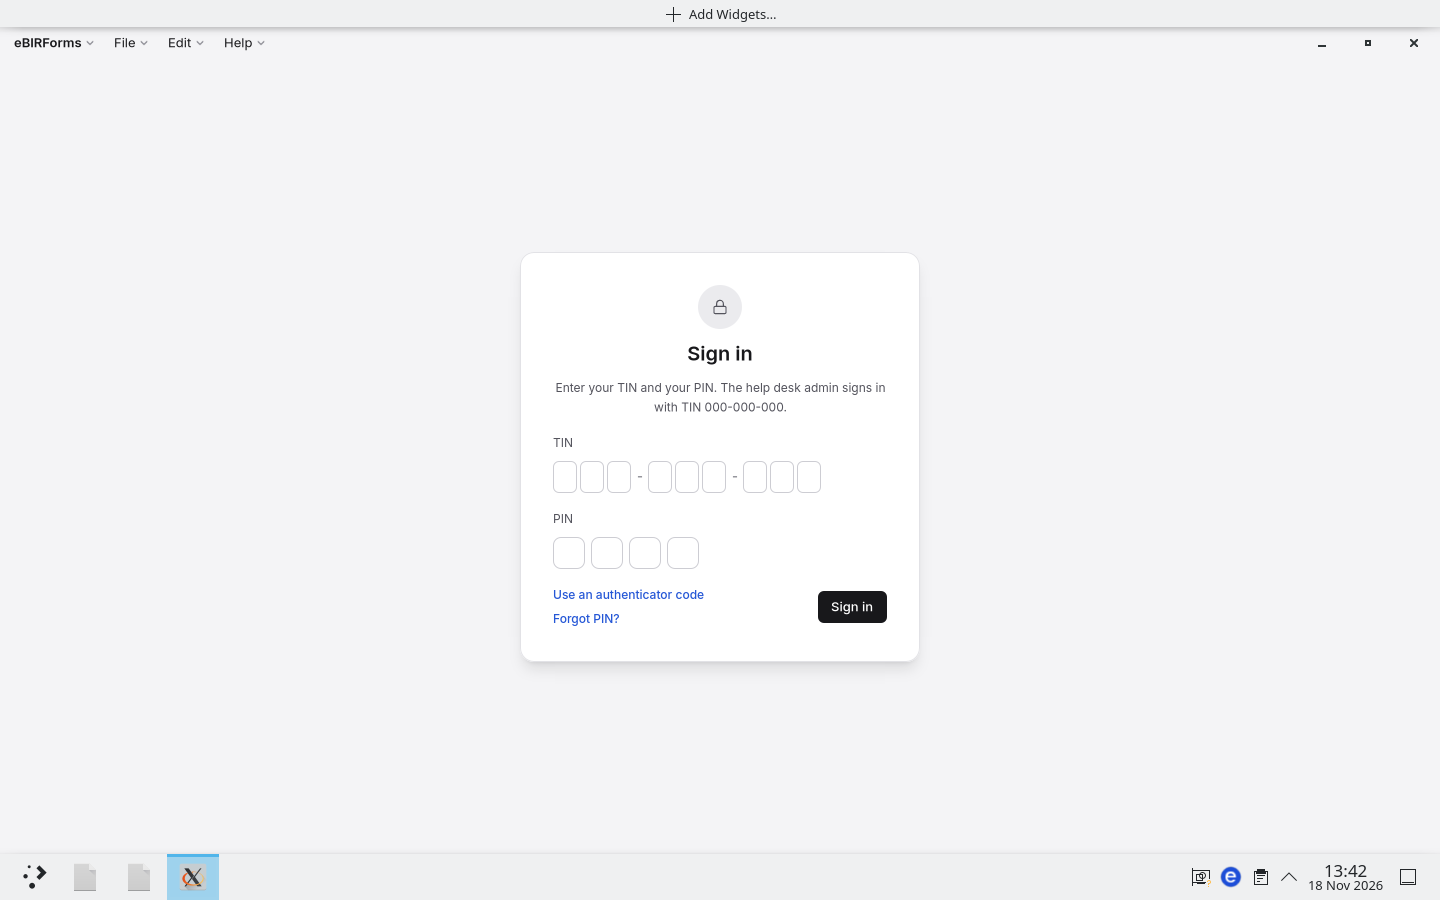 Add Widgets...
eBIRForms File Edit Help
Sign in
Enter your TIN and your PIN. The help desk admin signs in
with TIN 000-000-000.
TIN
- -
PIN
Use an authenticator code
Forgot PIN?
Sign in
13:42
18 Nov 2026